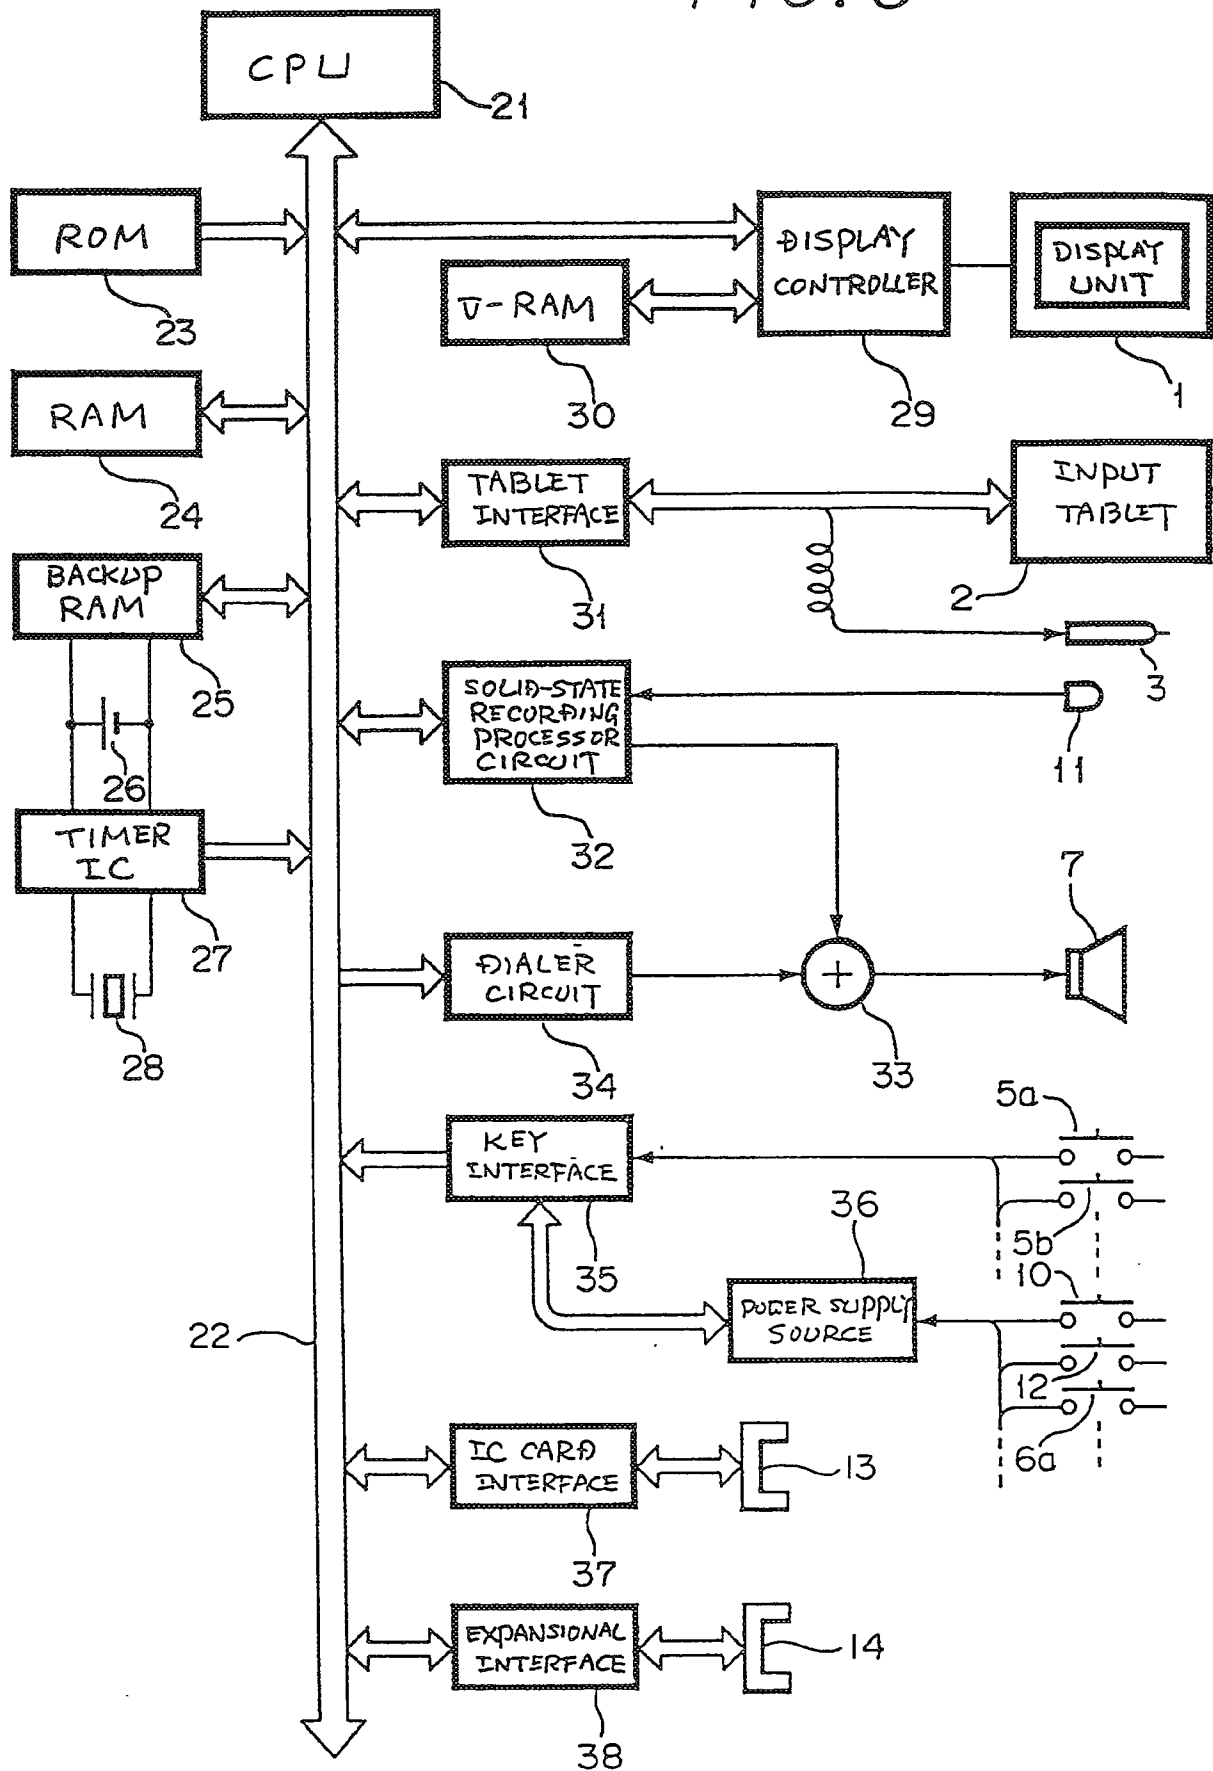 CPU
21
ROM
23
DISPLAY
CONTROLLER
29
DISPLAY
UNIT
1
V-RAM
30
RAM
24
TABLET
INTERFACE
31
INPUT
TABLET
2
3
BACKUP
RAM
25
26
SOLID-STATE
RECORDING
PROCESSOR
CIRCUIT
32
11
TIMER
IC
27
28
7
DIALER
CIRCUIT
34
+
33
KEY
INTERFACE
35
5a
5b
36
POWER SUPPLY
SOURCE
10
12
6a
22
IC CARD
INTERFACE
37
13
EXPANSIONAL
INTERFACE
38
14